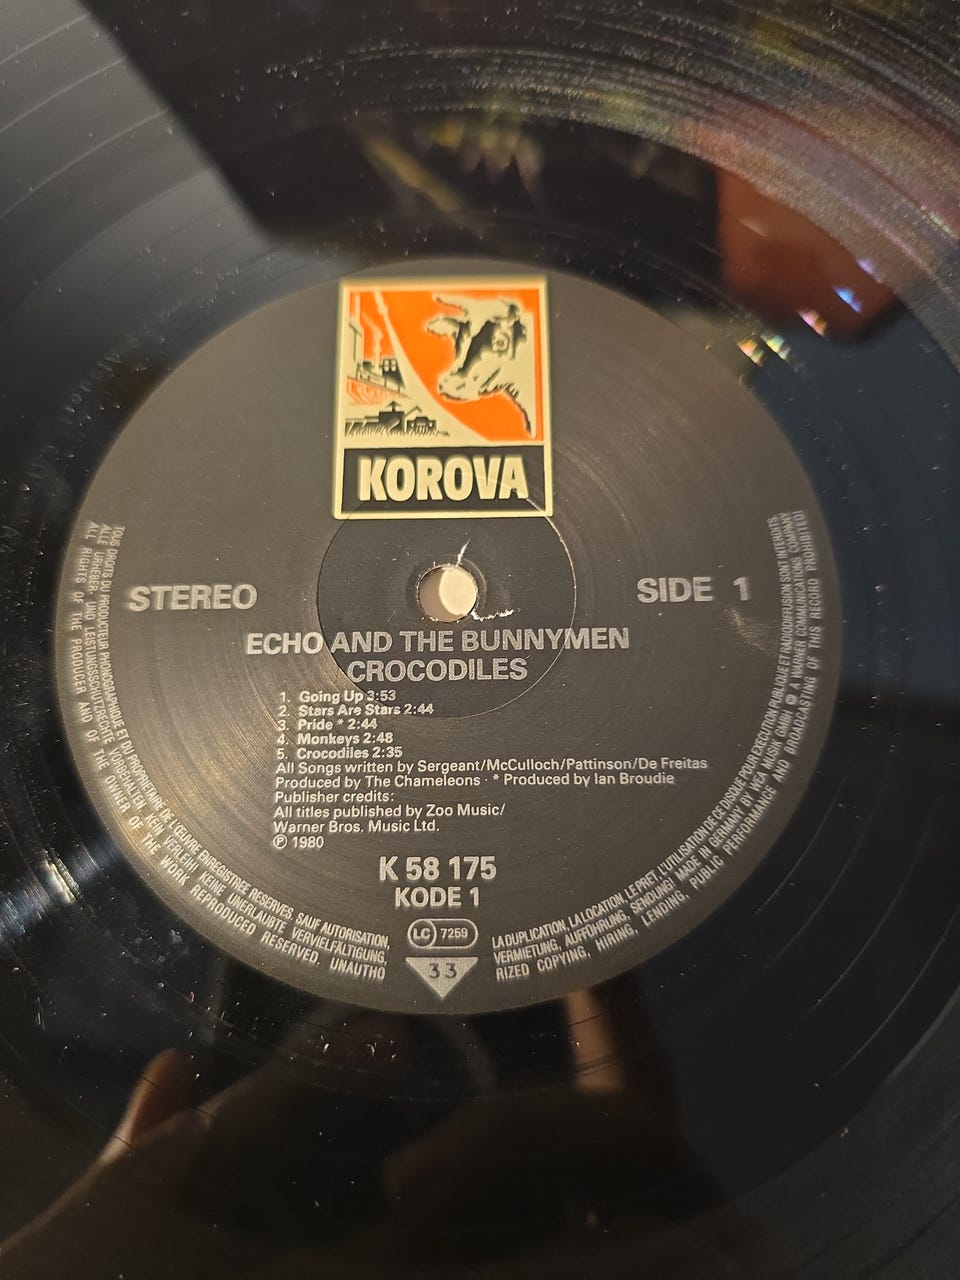 KOROVA
STEREO
SIDE 1
ECHO AND THE BUNNYMEN
CROCODILES
1. Going Up 3:53
2. Stars Are Stars 2:44
3. Pride * 2:44
4. Monkeys 2:48
5. Crocodiles 2:35
All Songs written by Sergeant/McCulloch/Pattinson/De Freitas
Produced by The Chameleons · * Produced by Ian Broudie
Publisher credits:
All titles published by Zoo Music/
Warner Bros. Music Ltd.
℗ 1980
K 58 175
KODE 1
LC 7259
33
TOUS DROITS DU PRODUCTEUR PHONOGRAPHIQUE ET DU PROPRIETAIRE DE L'ŒUVRE ENREGISTREE RESERVES. SAUF AUTORISATION, LA DUPLICATION, LA LOCATION, LE PRET, L'UTILISATION DE CE DISQUE POUR EXECUTION PUBLIQUE ET RADIODIFFUSION SONT INTERDITS
ALLE URHEBER- UND LEISTUNGSSCHUTZRECHTE VORBEHALTEN KEIN VERLEIH! KEINE UNERLAUBTE VERVIELFÄLTIGUNG, VERMIETUNG, AUFFÜHRUNG, SENDUNG! MADE IN GERMANY BY WEA MUSIK GMBH. A WARNER COMMUNICATIONS COMPANY
ALL RIGHTS OF THE PRODUCER AND OF THE OWNER OF THE WORK REPRODUCED RESERVED, UNAUTHORIZED COPYING, HIRING, LENDING, PUBLIC PERFORMANCE AND BROADCASTING OF THIS RECORD PROHIBITED